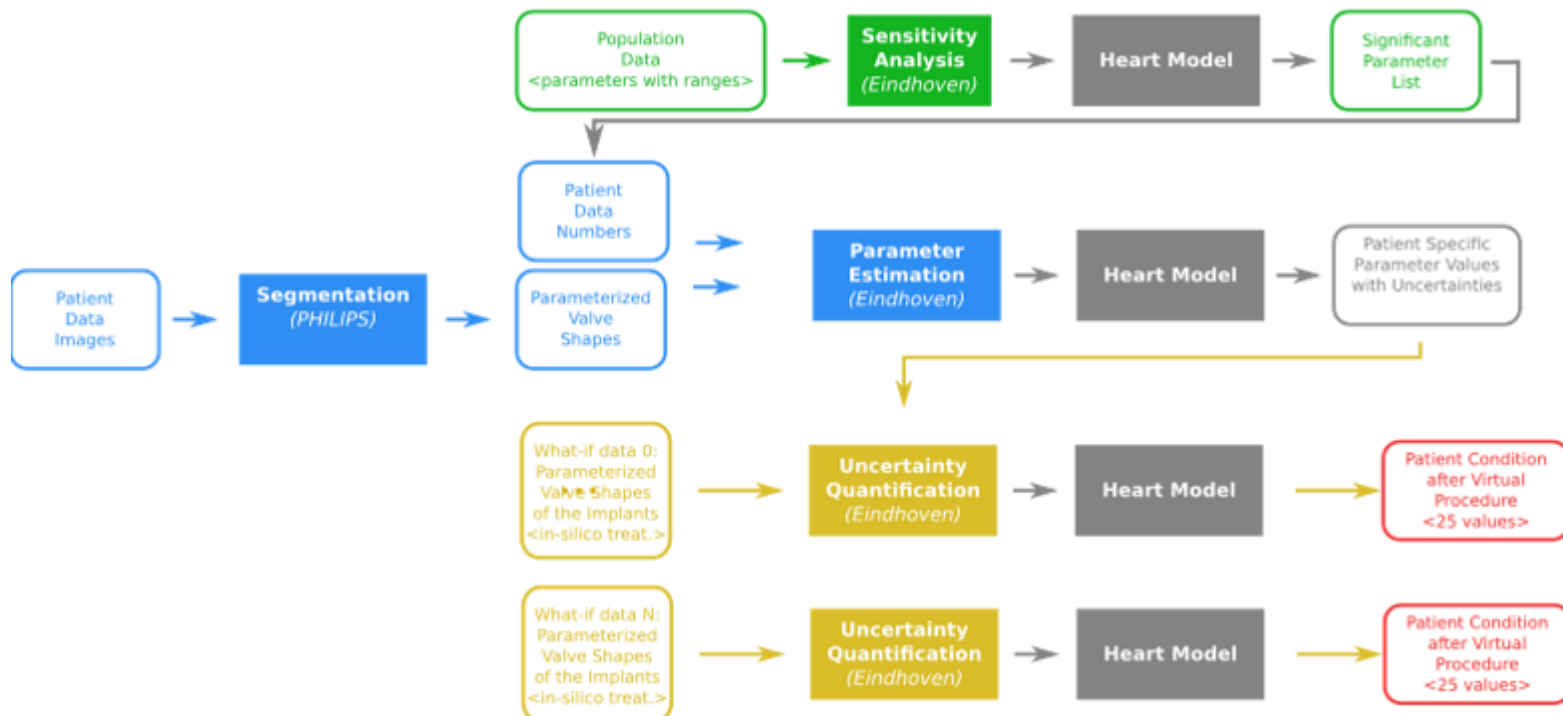 Population
Data
<parameters with ranges>
Sensitivity
Analysis
(Eindhoven)
Heart Model
Significant
Parameter
List
Patient
Data
Numbers
Patient
Data
Images
Segmentation
(PHILIPS)
Parameterized
Valve
Shapes
Parameter
Estimation
(Eindhoven)
Heart Model
Patient Specific
Parameter Values
with Uncertainties
What-if data 0:
Parameterized
Valve Shapes
of the Implants
<in-silico treat.>
Uncertainty
Quantification
(Eindhoven)
Heart Model
Patient Condition
after Virtual
Procedure
<25 values>
What-if data N:
Parameterized
Valve Shapes
of the Implants
<in-silico treat.>
Uncertainty
Quantification
(Eindhoven)
Heart Model
Patient Condition
after Virtual
Procedure
<25 values>